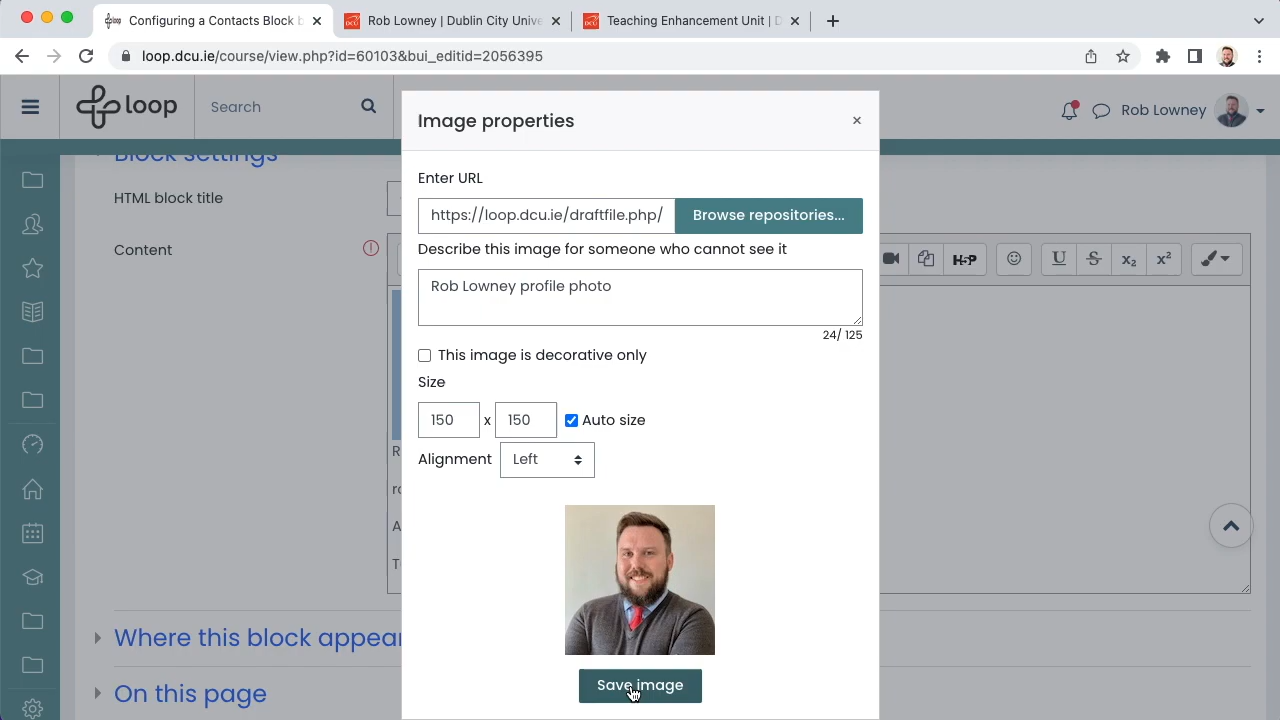 Configuring a Contacts Block b
Rob Lowney | Dublin City Unive
Teaching Enhancement Unit | D
loop.dcu.ie/course/view.php?id=60103&bui_editid=2056395
loop
Search
Rob Lowney
Image properties
Block settings
Enter URL
HTML block title
https://loop.dcu.ie/draftfile.php/
Browse repositories...
Content
Describe this image for someone who cannot see it
H5P
U S x₂ x²
Rob Lowney profile photo
24/ 125
This image is decorative only
Size
150 x 150 Auto size
Alignment Left
Where this block appear
Save image
On this page